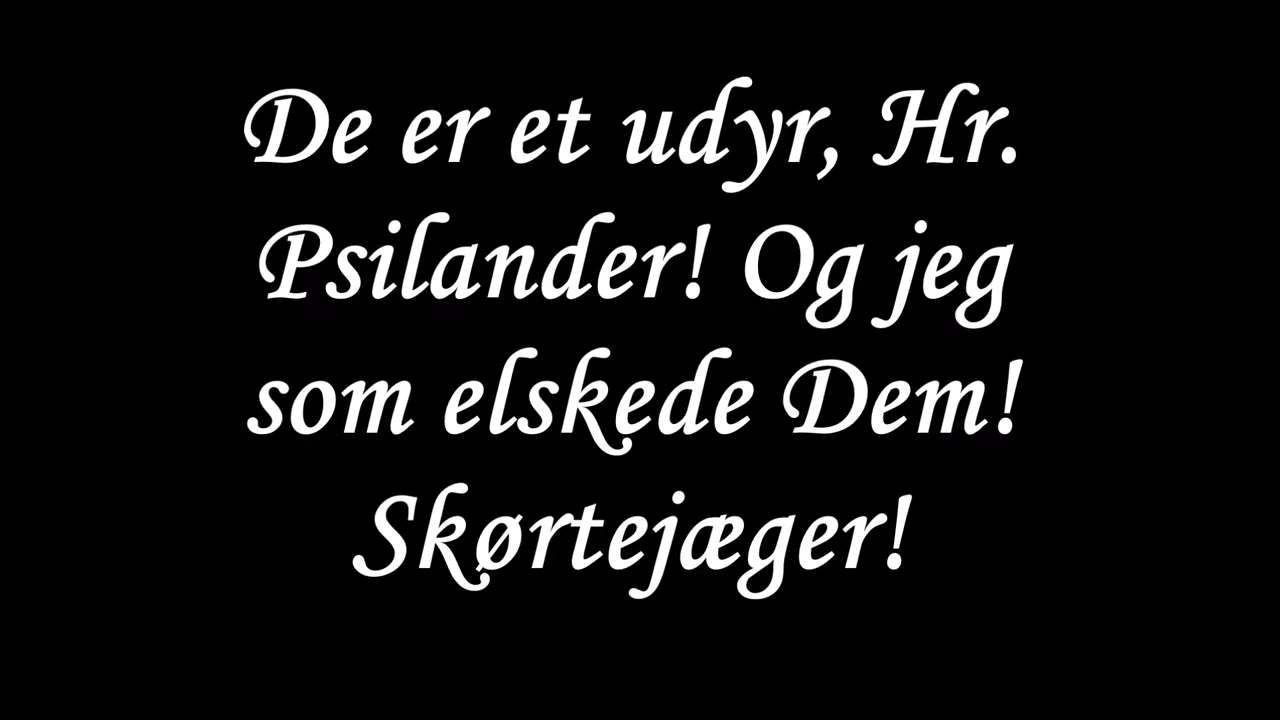 De er et udyr, Hr.
Psilander! Og jeg
som elskede Dem!
Skørtejæger!